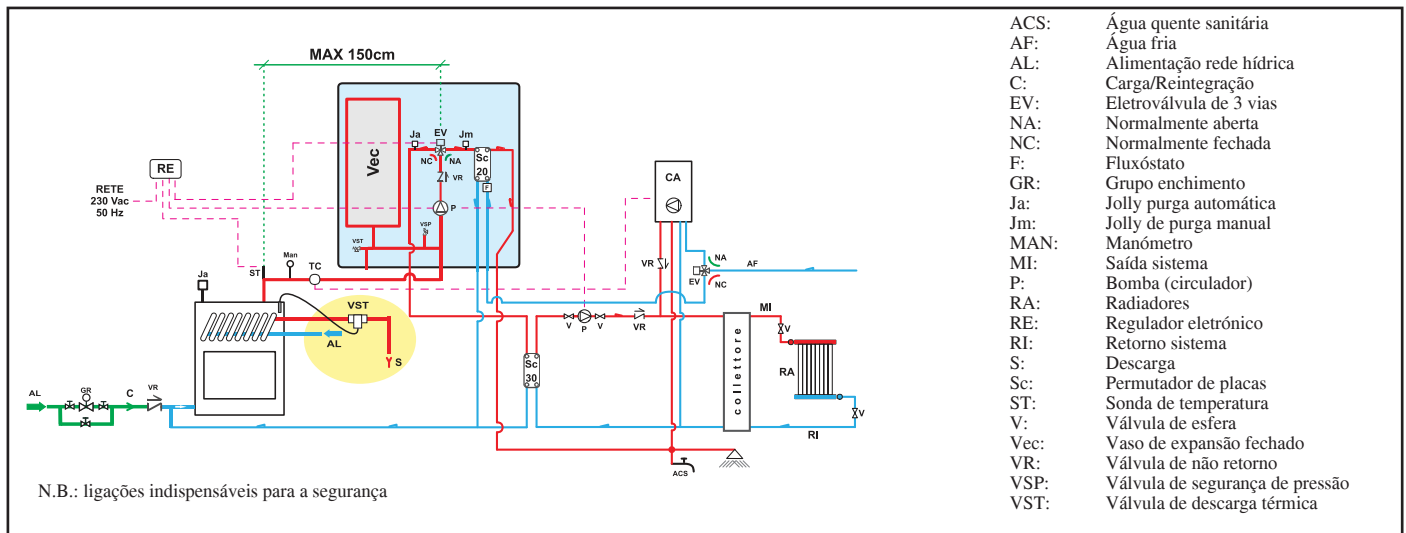 MAX 150cm
Ja
EV
Jm
NC
NA
Vec
Sc
20
F
VR
P
VSP
VST
RE
RETE
230 Vac
50 Hz
CA
Ja
ST
Man
TC
VST
AL
S
VR
EV
NA
NC
AF
V
P
V
VR
MI
V
Sc
30
collettore
RA
V
RI
AL
GR
C
VR
ACS
N.B.: ligações indispensáveis para a segurança
ACS: Água quente sanitária
AF: Água fria
AL: Alimentação rede hídrica
C: Carga/Reintegração
EV: Eletroválvula de 3 vias
NA: Normalmente aberta
NC: Normalmente fechada
F: Fluxóstato
GR: Grupo enchimento
Ja: Jolly purga automática
Jm: Jolly de purga manual
MAN: Manómetro
MI: Saída sistema
P: Bomba (circulador)
RA: Radiadores
RE: Regulador eletrónico
RI: Retorno sistema
S: Descarga
Sc: Permutador de placas
ST: Sonda de temperatura
V: Válvula de esfera
Vec: Vaso de expansão fechado
VR: Válvula de não retorno
VSP: Válvula de segurança de pressão
VST: Válvula de descarga térmica